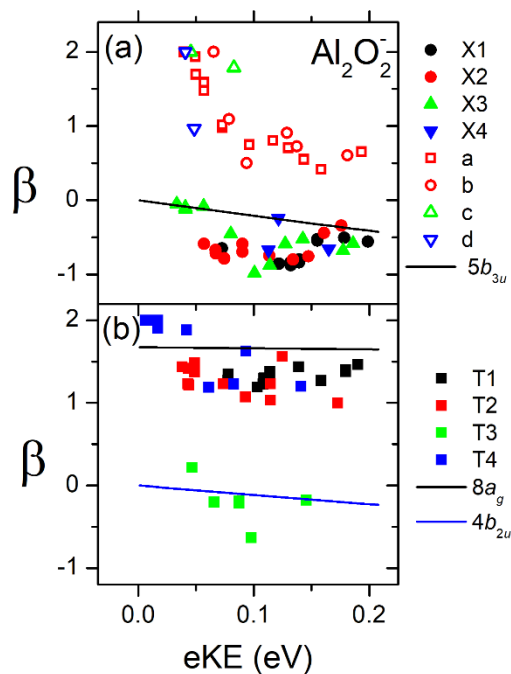 (a)
Al₂O₂⁻
2
1
0
-1
β
X1
X2
X3
X4
a
b
c
d
5b₃ᵤ
(b)
2
1
0
-1
β
T1
T2
T3
T4
8a_g
4b₂ᵤ
0.0 0.1 0.2
eKE (eV)